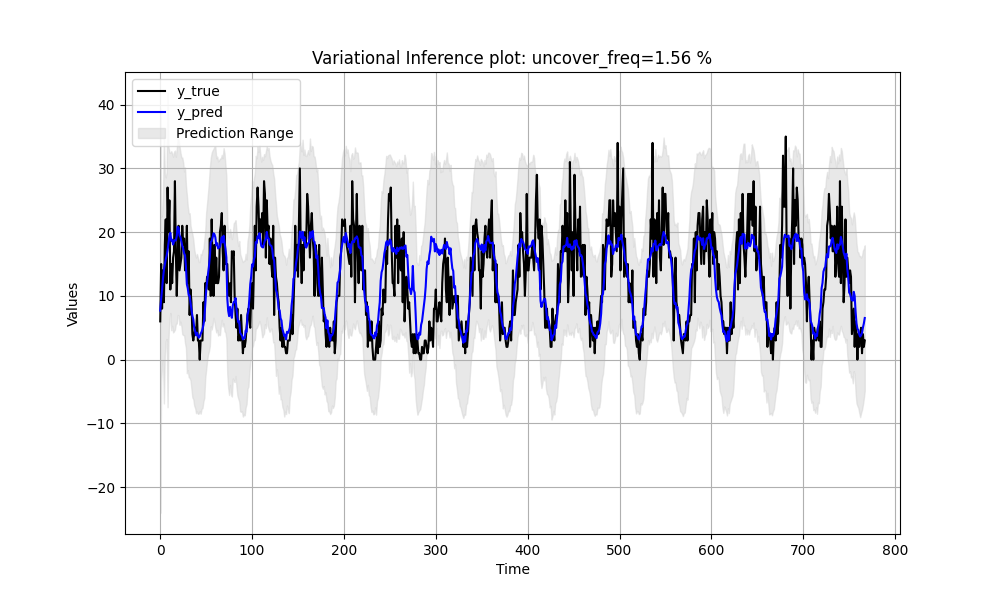 Variational Inference plot: uncover_freq=1.56 %
y_true
y_pred
Prediction Range
40
30
20
10
0
−10
−20
Values
0 100 200 300 400 500 600 700 800
Time